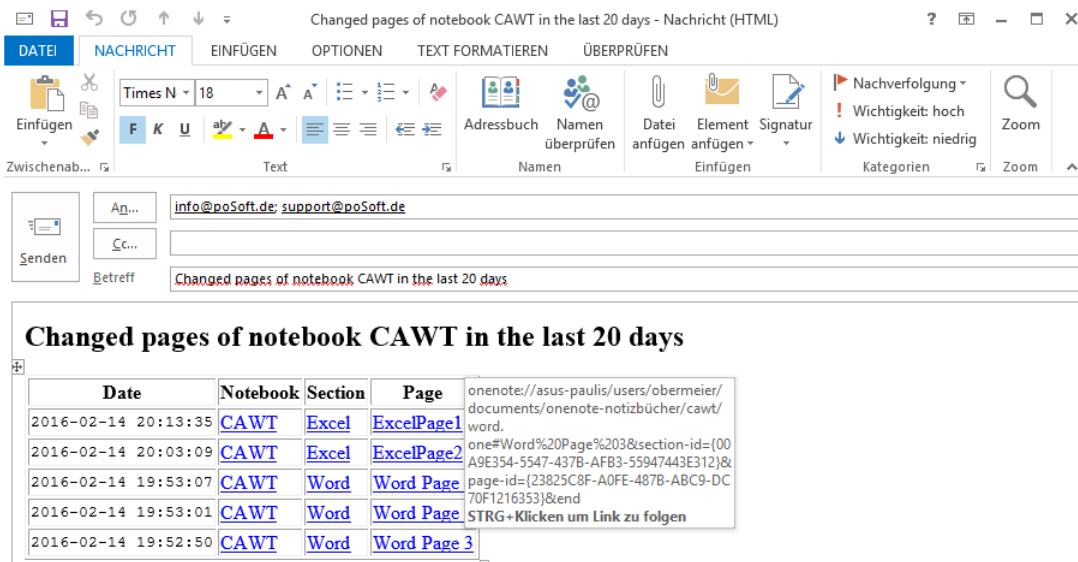 Changed pages of notebook CAWT in the last 20 days - Nachricht (HTML)
?
DATEI NACHRICHT EINFÜGEN OPTIONEN TEXT FORMATIEREN ÜBERPRÜFEN
Einfügen
Times N 18
F K U
Adressbuch
Namen überprüfen
Datei anfügen
Element anfügen
Signatur
Nachverfolgung
Wichtigkeit: hoch
Wichtigkeit: niedrig
Zoom
Zwischenab... Text Namen Einfügen Kategorien Zoom
Senden
An... info@poSoft.de; support@poSoft.de
Cc...
Betreff Changed pages of notebook CAWT in the last 20 days
Changed pages of notebook CAWT in the last 20 days
Date Notebook Section Page
2016-02-14 20:13:35 CAWT Excel ExcelPage1
2016-02-14 20:03:09 CAWT Excel ExcelPage2
2016-02-14 19:53:07 CAWT Word Word Page
2016-02-14 19:53:01 CAWT Word Word Page
2016-02-14 19:52:50 CAWT Word Word Page 3
onenote://asus-paulis/users/obermeier/
documents/onenote-notizbücher/cawt/
word.
one#Word%20Page%203&section-id={00
A9E354-5547-437B-AFB3-55947443E312}&
page-id={23825C8F-A0FE-487B-ABC9-DC
70F1216353}&end
STRG+Klicken um Link zu folgen